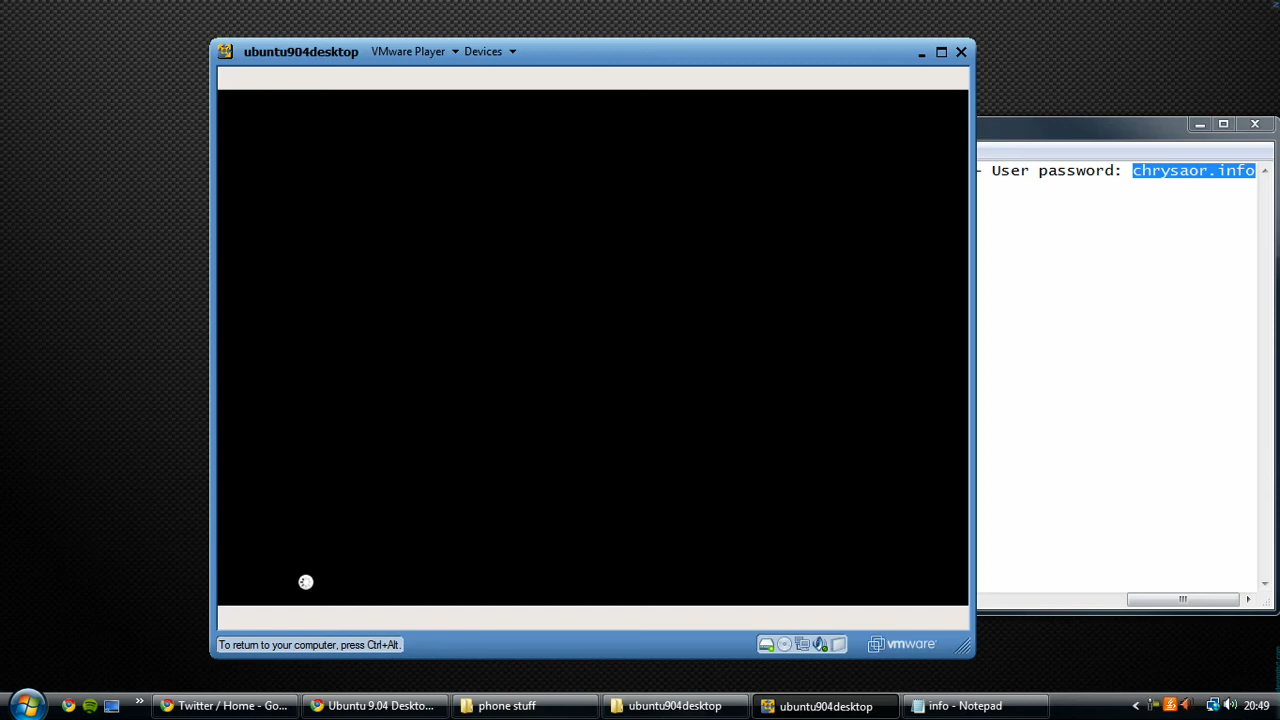 ubuntu904desktop VMware Player Devices
- User password: chrysaor.info
To return to your computer, press Ctrl+Alt.
vmware
Twitter / Home - Go... Ubuntu 9.04 Deskto... phone stuff ubuntu904desktop ubuntu904desktop info - Notepad 20:49